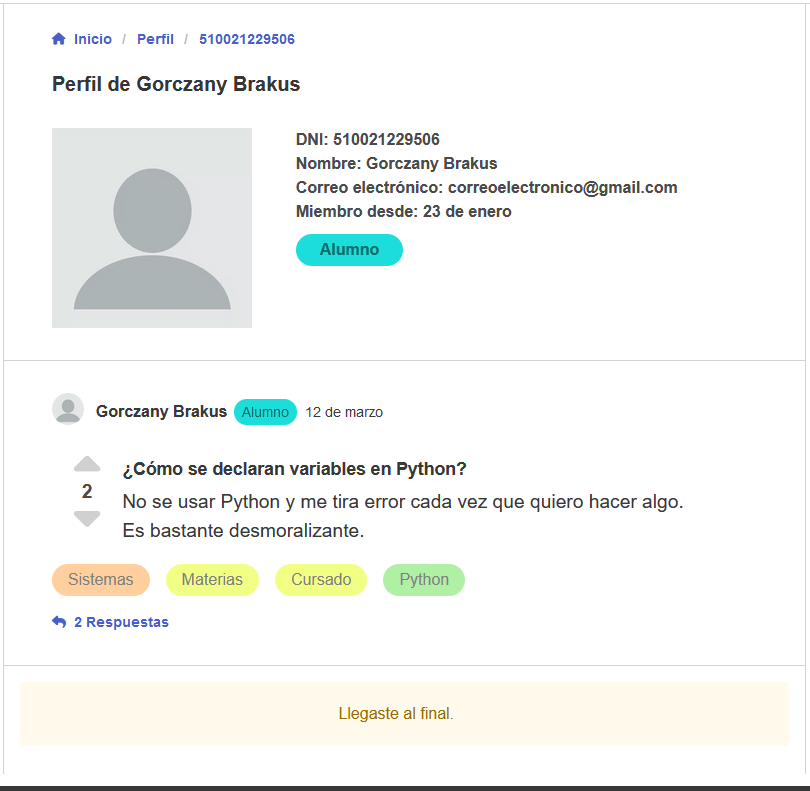 Inicio / Perfil / 510021229506
Perfil de Gorczany Brakus
DNI: 510021229506
Nombre: Gorczany Brakus
Correo electrónico: correoelectronico@gmail.com
Miembro desde: 23 de enero
Alumno
Gorczany Brakus Alumno 12 de marzo
¿Cómo se declaran variables en Python?
2
No se usar Python y me tira error cada vez que quiero hacer algo.
Es bastante desmoralizante.
Sistemas Materias Cursado Python
2 Respuestas
Llegaste al final.